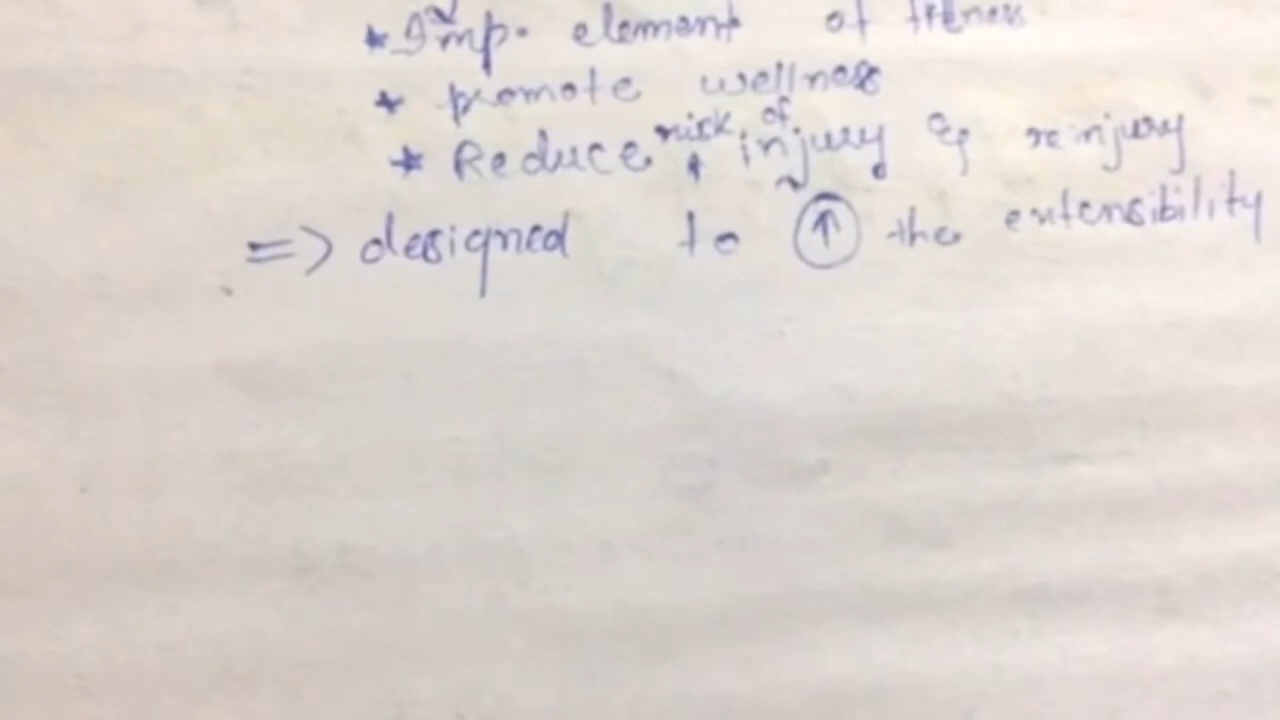 * Imp. element of fitness
* promote wellness
* Reduce risk of injury & reinjury
=> designed to ↑ the extensibility